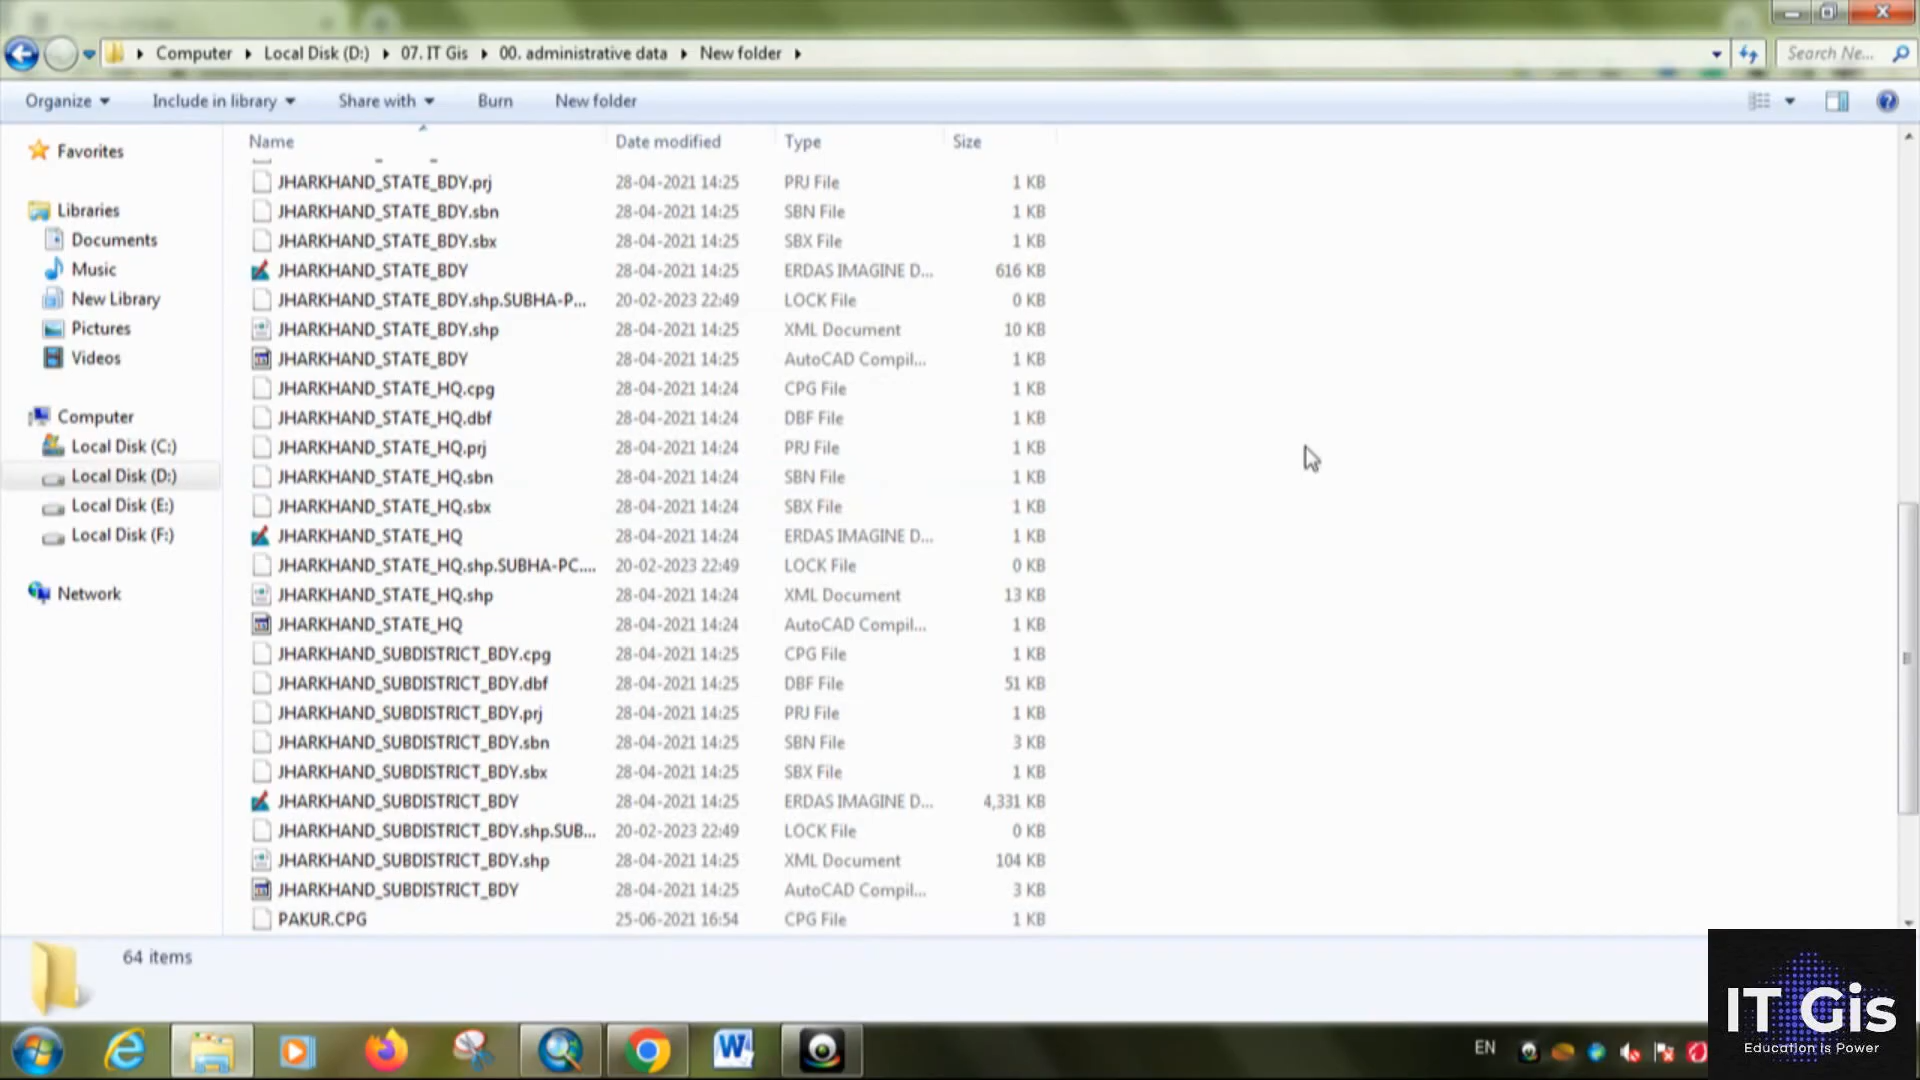 Computer Local Disk (D:) 07. IT Gis 00. administrative data New folder
Search Ne...
Organize Include in library Share with Burn New folder
Name Date modified Type Size
Favorites
Libraries
Documents
Music
New Library
Pictures
Videos
Computer
Local Disk (C:)
Local Disk (D:)
Local Disk (E:)
Local Disk (F:)
Network
JHARKHAND_STATE_BDY.prj 28-04-2021 14:25 PRJ File 1 KB
JHARKHAND_STATE_BDY.sbn 28-04-2021 14:25 SBN File 1 KB
JHARKHAND_STATE_BDY.sbx 28-04-2021 14:25 SBX File 1 KB
JHARKHAND_STATE_BDY 28-04-2021 14:25 ERDAS IMAGINE D... 616 KB
JHARKHAND_STATE_BDY.shp.SUBHA-P... 20-02-2023 22:49 LOCK File 0 KB
JHARKHAND_STATE_BDY.shp 28-04-2021 14:25 XML Document 10 KB
JHARKHAND_STATE_BDY 28-04-2021 14:25 AutoCAD Compil... 1 KB
JHARKHAND_STATE_HQ.cpg 28-04-2021 14:24 CPG File 1 KB
JHARKHAND_STATE_HQ.dbf 28-04-2021 14:24 DBF File 1 KB
JHARKHAND_STATE_HQ.prj 28-04-2021 14:24 PRJ File 1 KB
JHARKHAND_STATE_HQ.sbn 28-04-2021 14:24 SBN File 1 KB
JHARKHAND_STATE_HQ.sbx 28-04-2021 14:24 SBX File 1 KB
JHARKHAND_STATE_HQ 28-04-2021 14:24 ERDAS IMAGINE D... 1 KB
JHARKHAND_STATE_HQ.shp.SUBHA-PC.... 20-02-2023 22:49 LOCK File 0 KB
JHARKHAND_STATE_HQ.shp 28-04-2021 14:24 XML Document 13 KB
JHARKHAND_STATE_HQ 28-04-2021 14:24 AutoCAD Compil... 1 KB
JHARKHAND_SUBDISTRICT_BDY.cpg 28-04-2021 14:25 CPG File 1 KB
JHARKHAND_SUBDISTRICT_BDY.dbf 28-04-2021 14:25 DBF File 51 KB
JHARKHAND_SUBDISTRICT_BDY.prj 28-04-2021 14:25 PRJ File 1 KB
JHARKHAND_SUBDISTRICT_BDY.sbn 28-04-2021 14:25 SBN File 3 KB
JHARKHAND_SUBDISTRICT_BDY.sbx 28-04-2021 14:25 SBX File 1 KB
JHARKHAND_SUBDISTRICT_BDY 28-04-2021 14:25 ERDAS IMAGINE D... 4,331 KB
JHARKHAND_SUBDISTRICT_BDY.shp.SUB... 20-02-2023 22:49 LOCK File 0 KB
JHARKHAND_SUBDISTRICT_BDY.shp 28-04-2021 14:25 XML Document 104 KB
JHARKHAND_SUBDISTRICT_BDY 28-04-2021 14:25 AutoCAD Compil... 3 KB
PAKUR.CPG 25-06-2021 16:54 CPG File 1 KB
64 items
EN
IT Gis
Education is Power